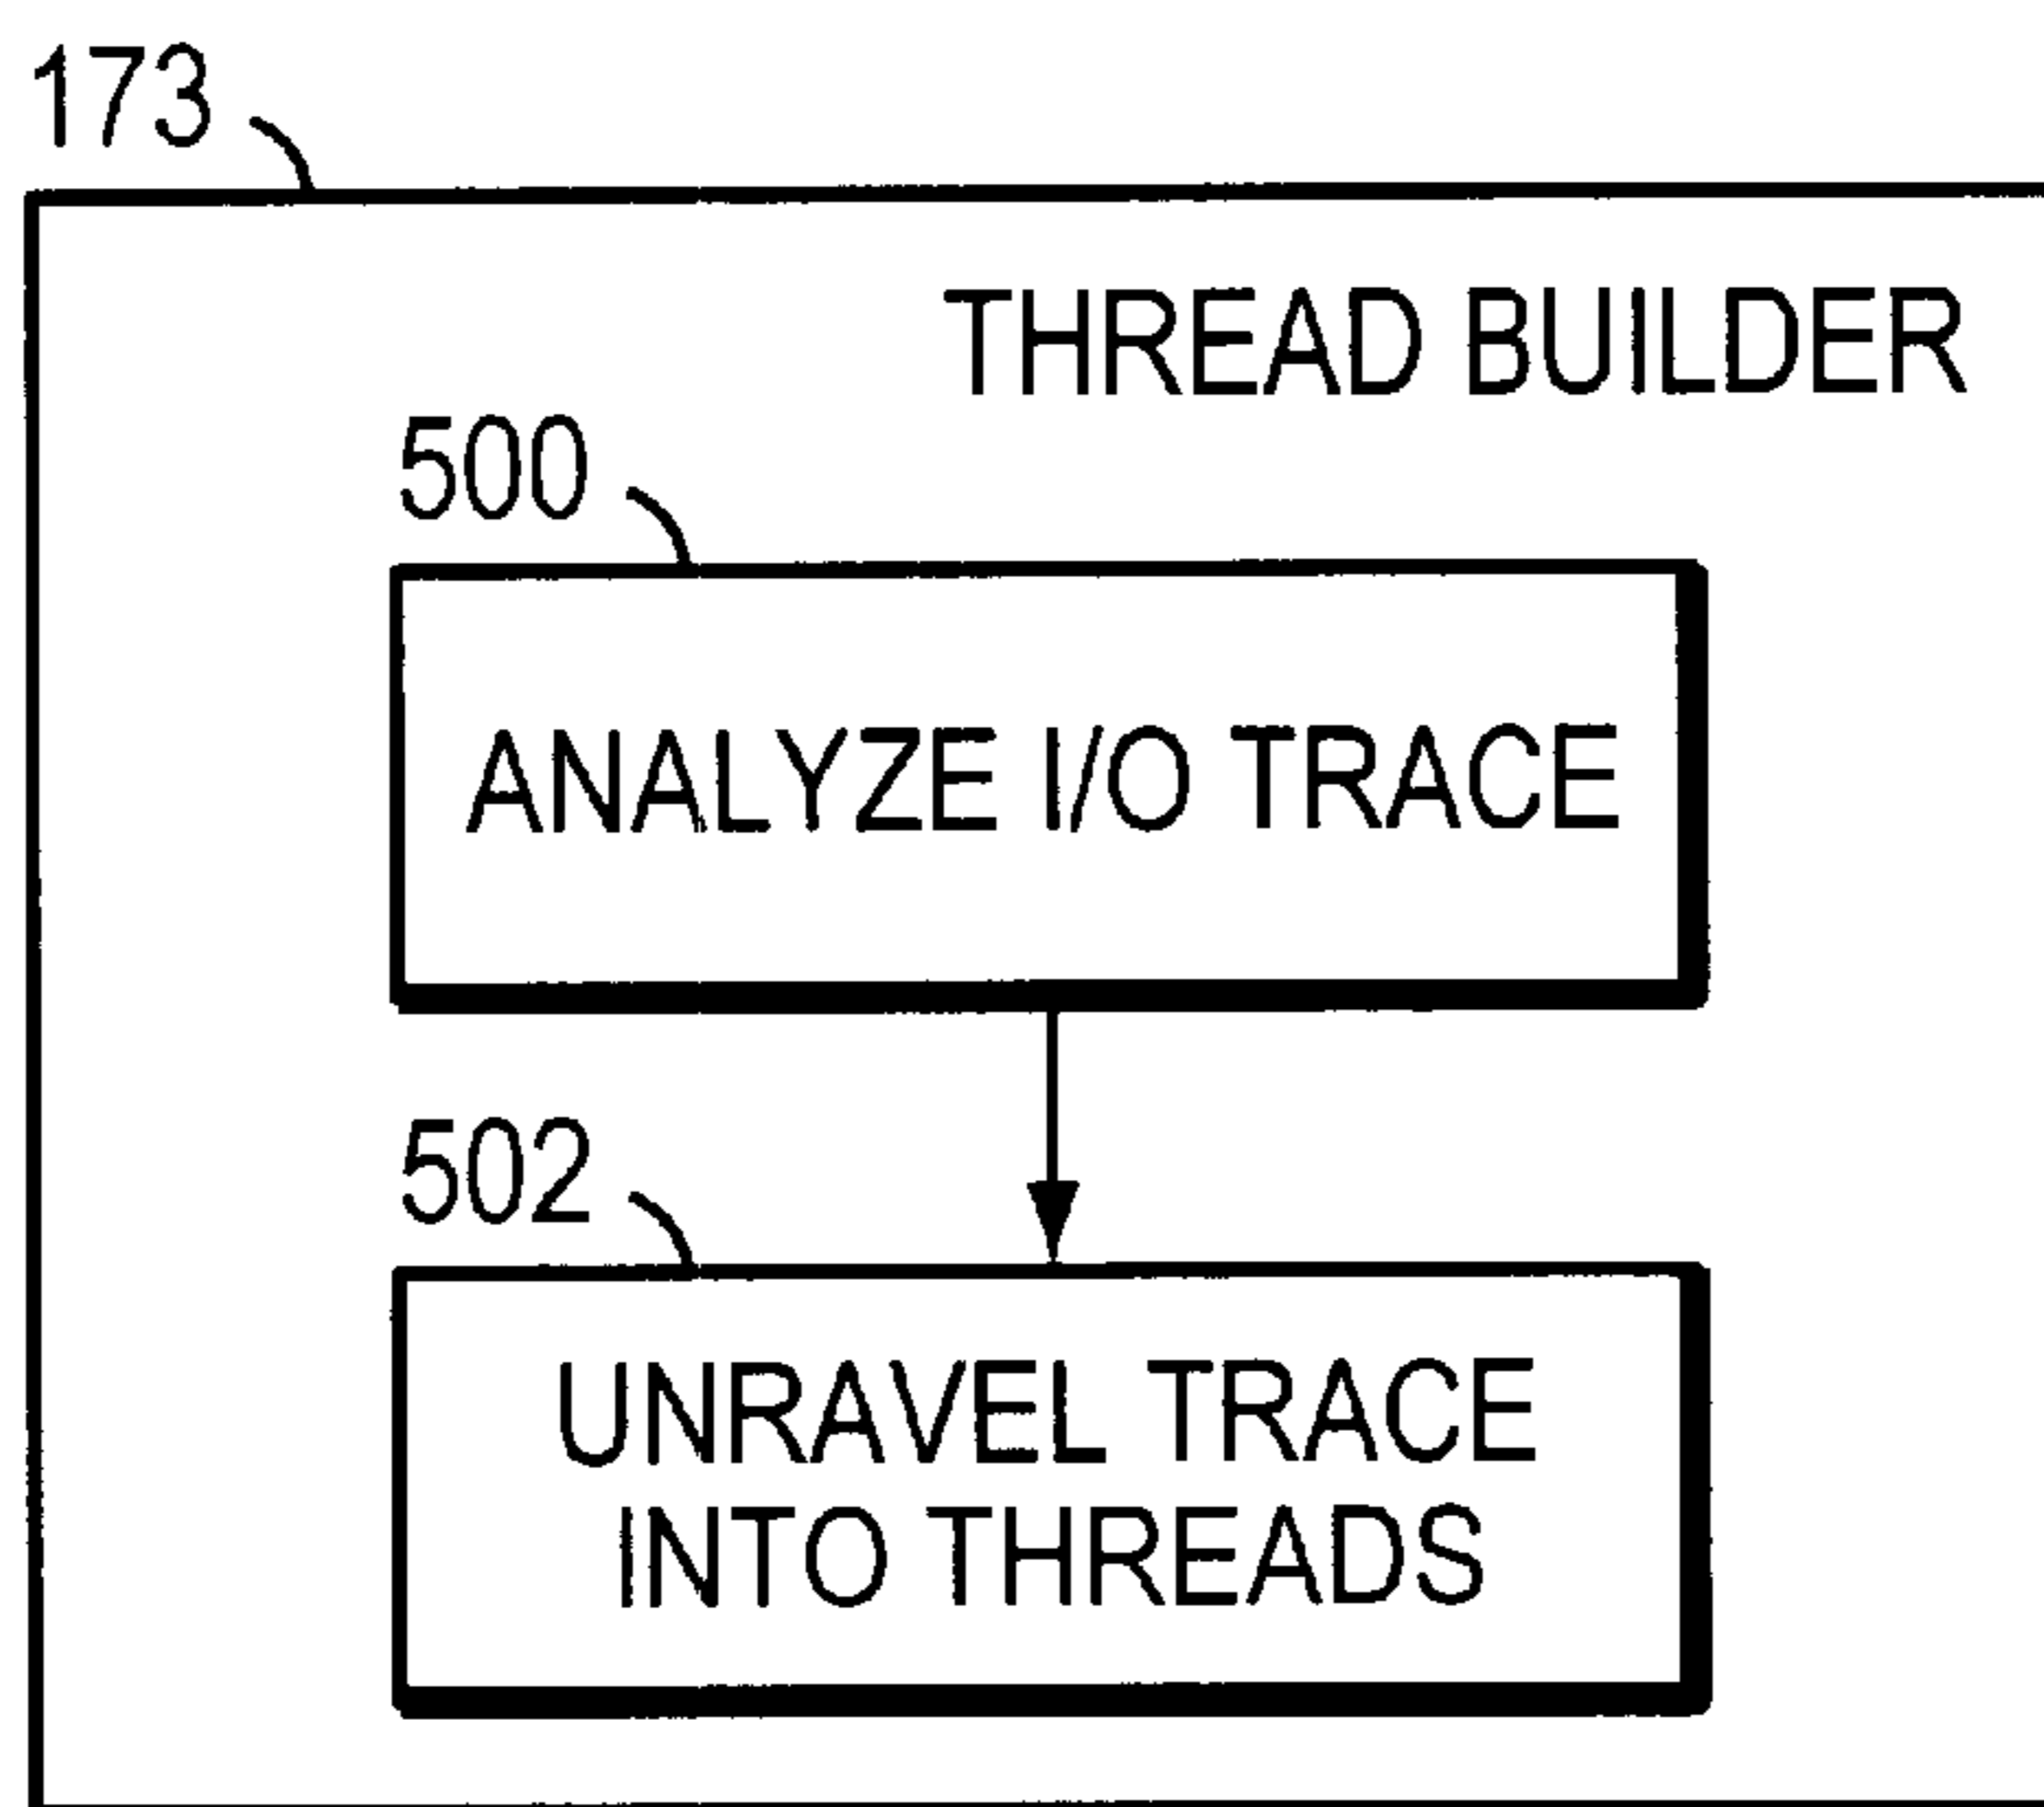 173
THREAD BUILDER
500
ANALYZE I/O TRACE
502
UNRAVEL TRACE
INTO THREADS